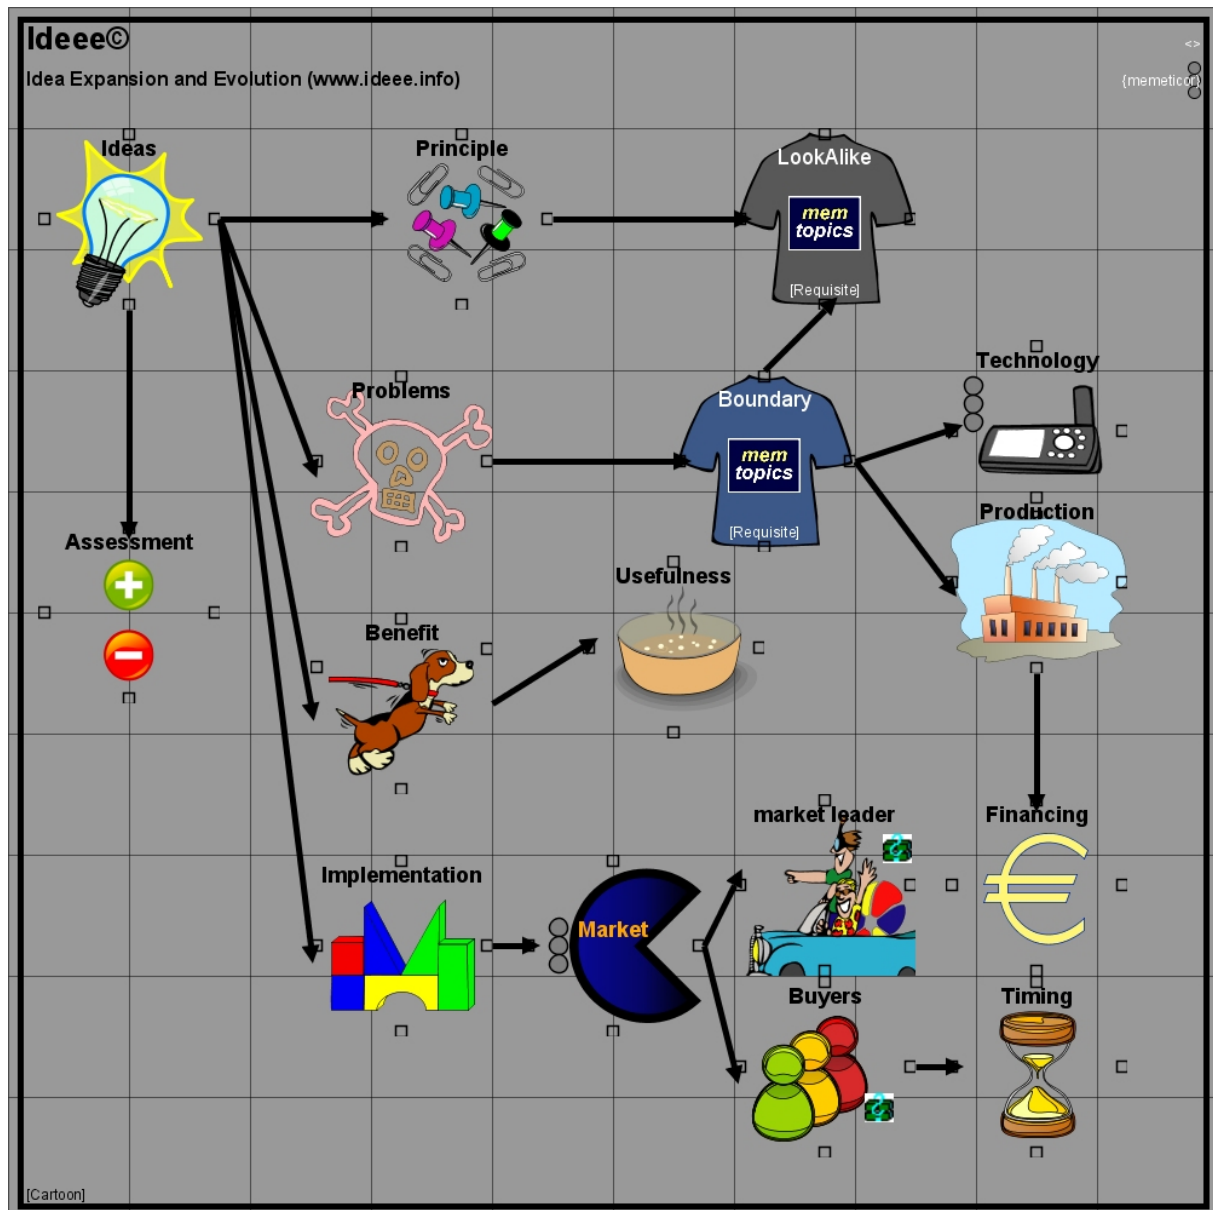 Ideee©
<>
Idea Expansion and Evolution (www.ideee.info)
{memeticor}
Ideas
Principle
LookAlike
mem
topics
[Requisite]
Technology
Problems
Boundary
mem
topics
[Requisite]
Production
Assessment
Usefulness
Benefit
market leader
Financing
Implementation
Market
Buyers
Timing
[Cartoon]